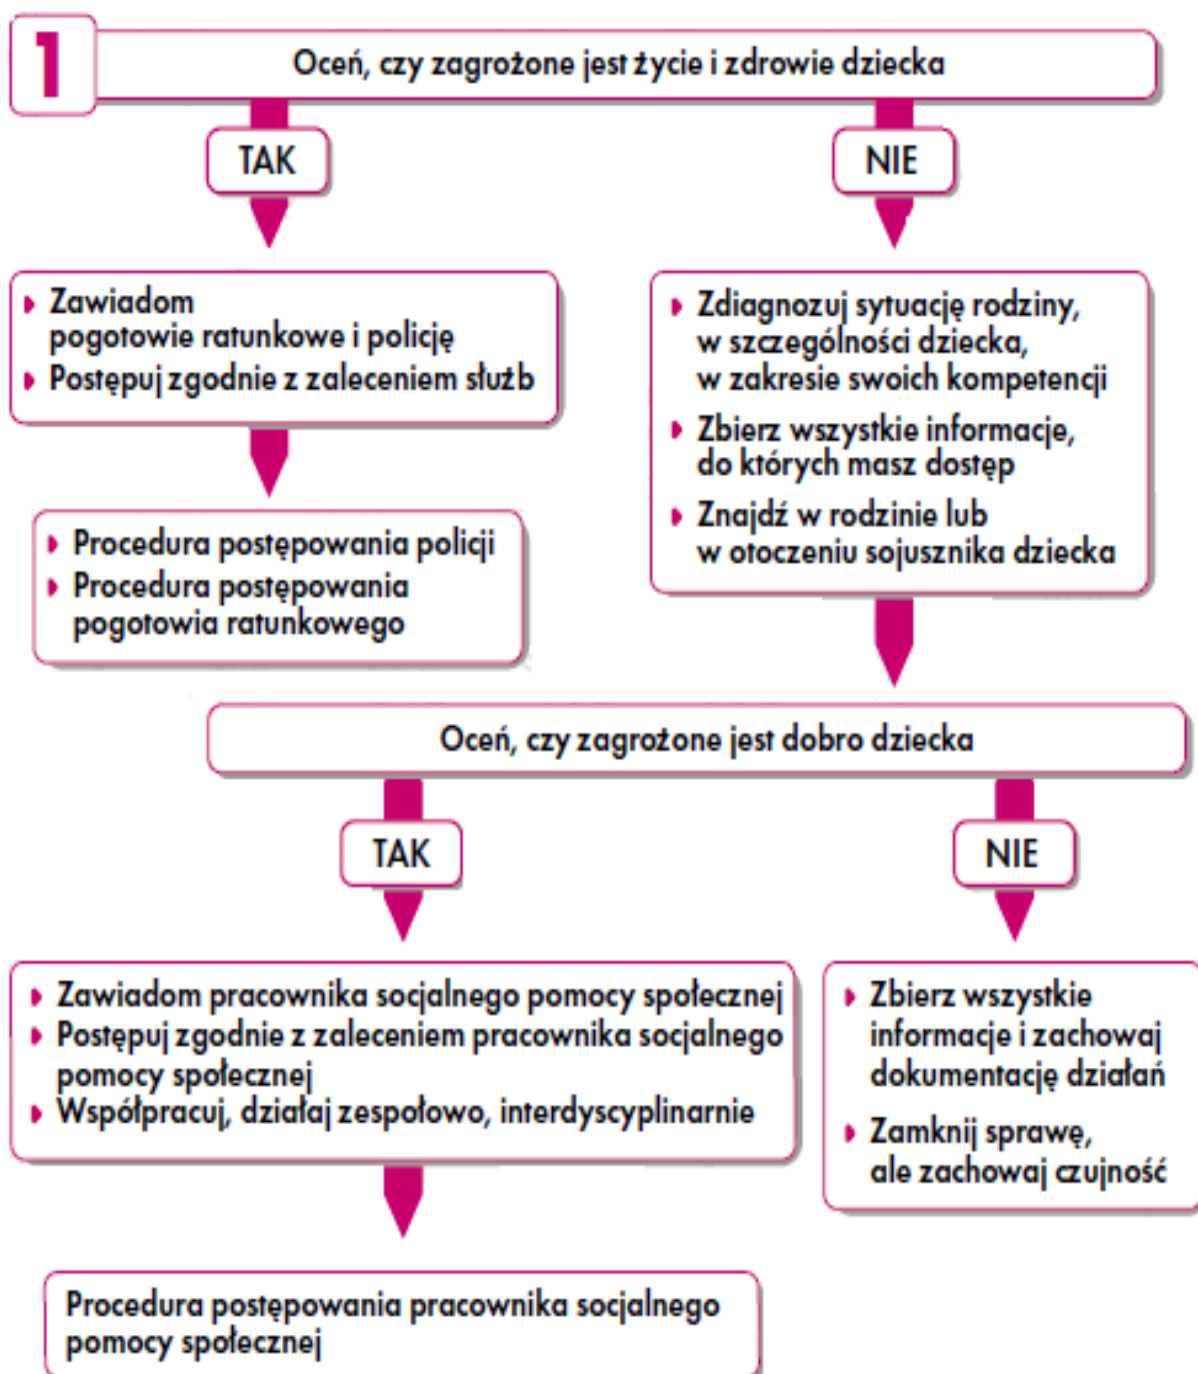 1
Oceń, czy zagrożone jest życie i zdrowie dziecka
TAK
NIE
Zawiadom
pogotowie ratunkowe i policję
Postępuj zgodnie z zaleceniem służb
Procedura postępowania policji
Procedura postępowania
pogotowia ratunkowego
Zdiagnozuj sytuację rodziny,
w szczególności dziecka,
w zakresie swoich kompetencji
Zbierz wszystkie informacje,
do których masz dostęp
Znajdź w rodzinie lub
w otoczeniu sojusznika dziecka
Oceń, czy zagrożone jest dobro dziecka
TAK
NIE
Zawiadom pracownika socjalnego pomocy społecznej
Postępuj zgodnie z zaleceniem pracownika socjalnego
pomocy społecznej
Współpracuj, działaj zespołowo, interdyscyplinarnie
Procedura postępowania pracownika socjalnego
pomocy społecznej
Zbierz wszystkie
informacje i zachowaj
dokumentację działań
Zamknij sprawę,
ale zachowaj czujność